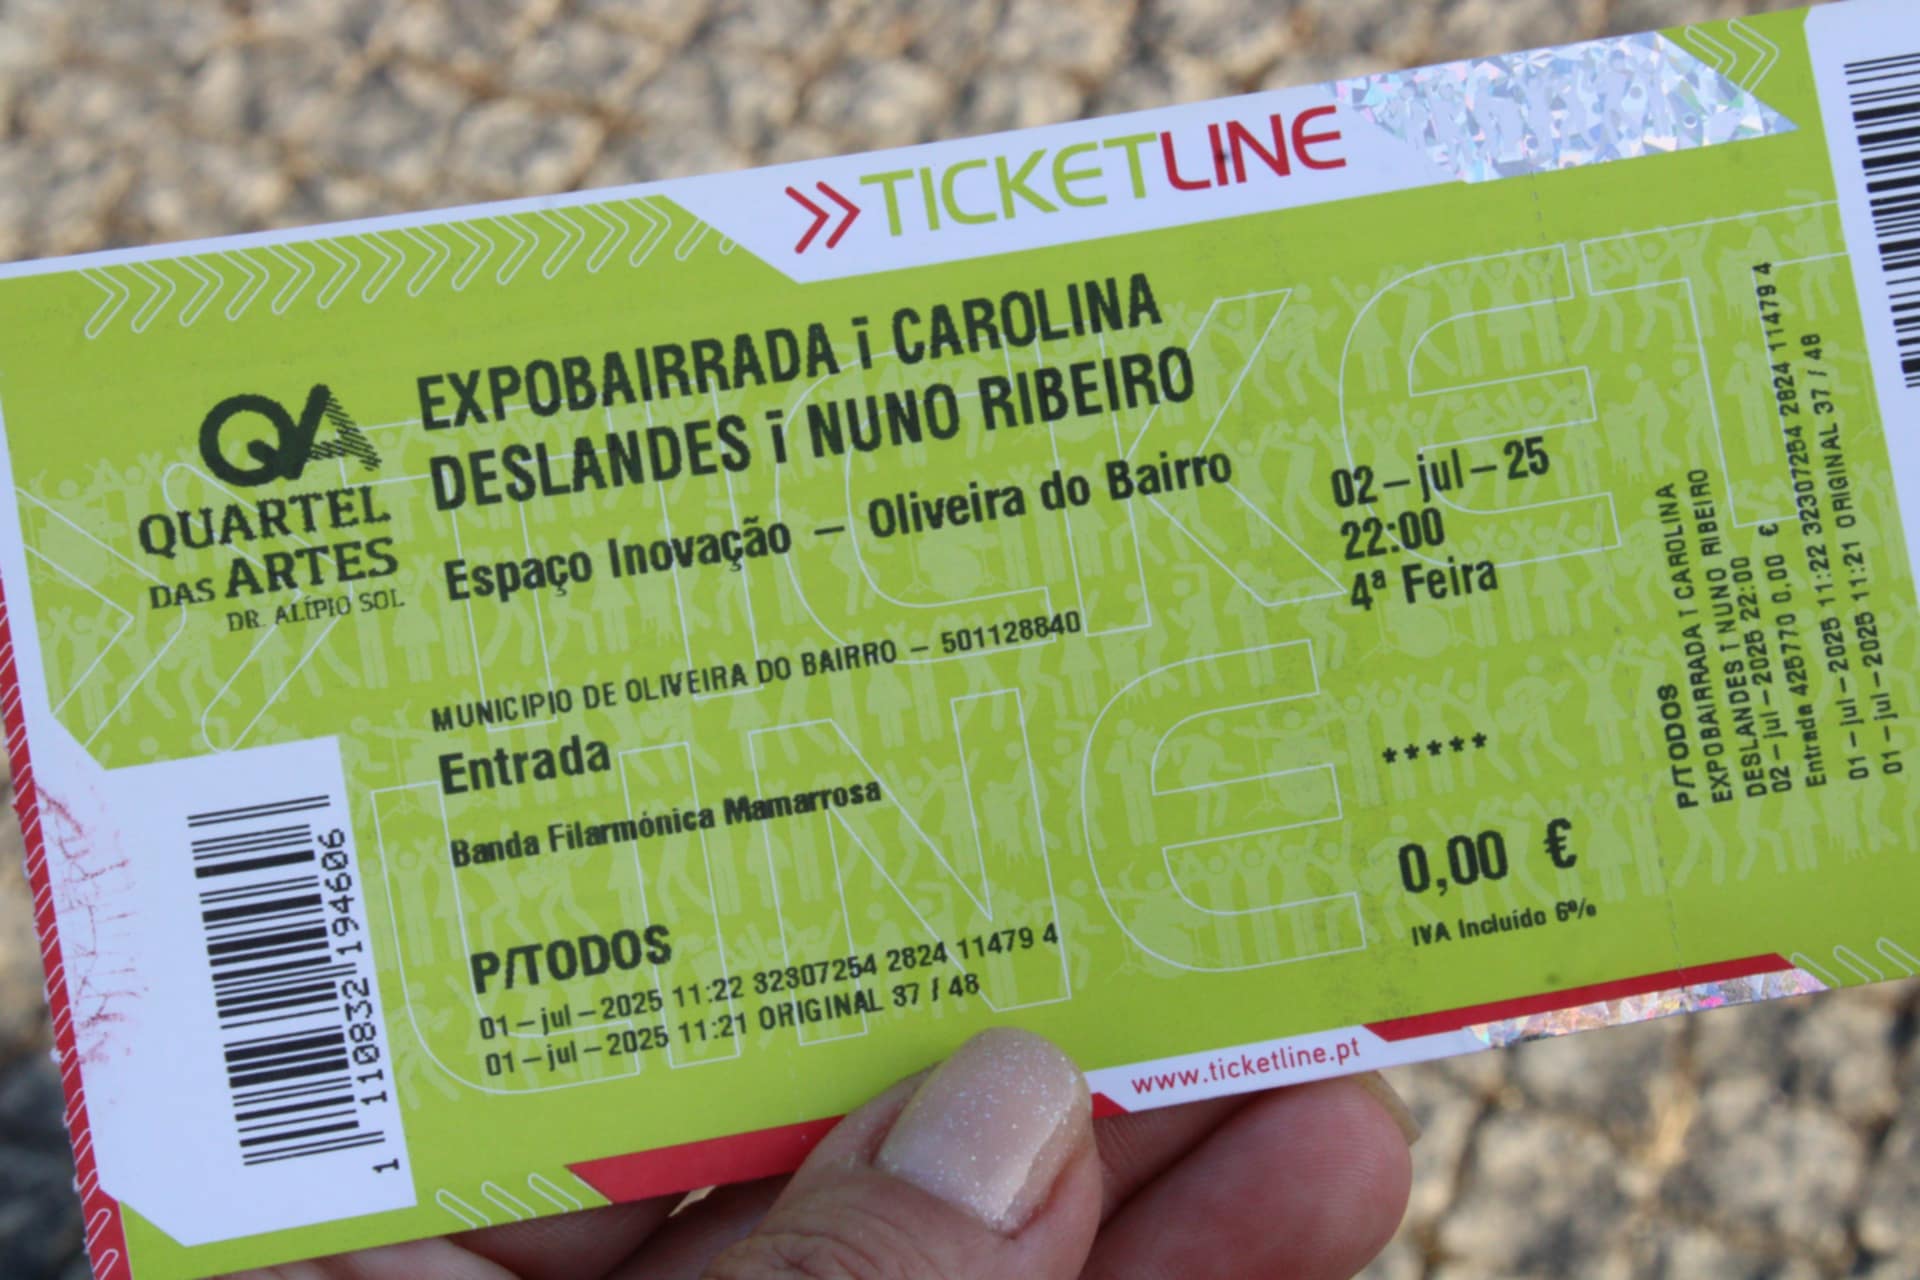 TICKETLINE
EXPOBAIRRADA ī CAROLINA
DESLANDES ī NUNO RIBEIRO
QA
QUARTEL
DAS ARTES
DR. ALÍPIO SOL
Espaço Inovação – Oliveira do Bairro
02-jul-25
22:00
4ª Feira
MUNICIPIO DE OLIVEIRA DO BAIRRO – 501128840
Entrada
*****
Banda Filarmónica Mamarrosa
0,00 €
IVA Incluído 6%
P/TODOS
01-jul-2025 11:22 32307254 2824 11479 4
01-jul-2025 11:21 ORIGINAL 37 / 48
www.ticketline.pt
1 110832 194606
P/TODOS
EXPOBAIRRADA ī CAROLINA
DESLANDES ī NUNO RIBEIRO
02-jul-2025 22:00
Entrada 425770 0,00 €
01-jul-2025 11:22 32307254 2824 11479 4
01-jul-2025 11:21 ORIGINAL 37 / 48
TICKET
LINE